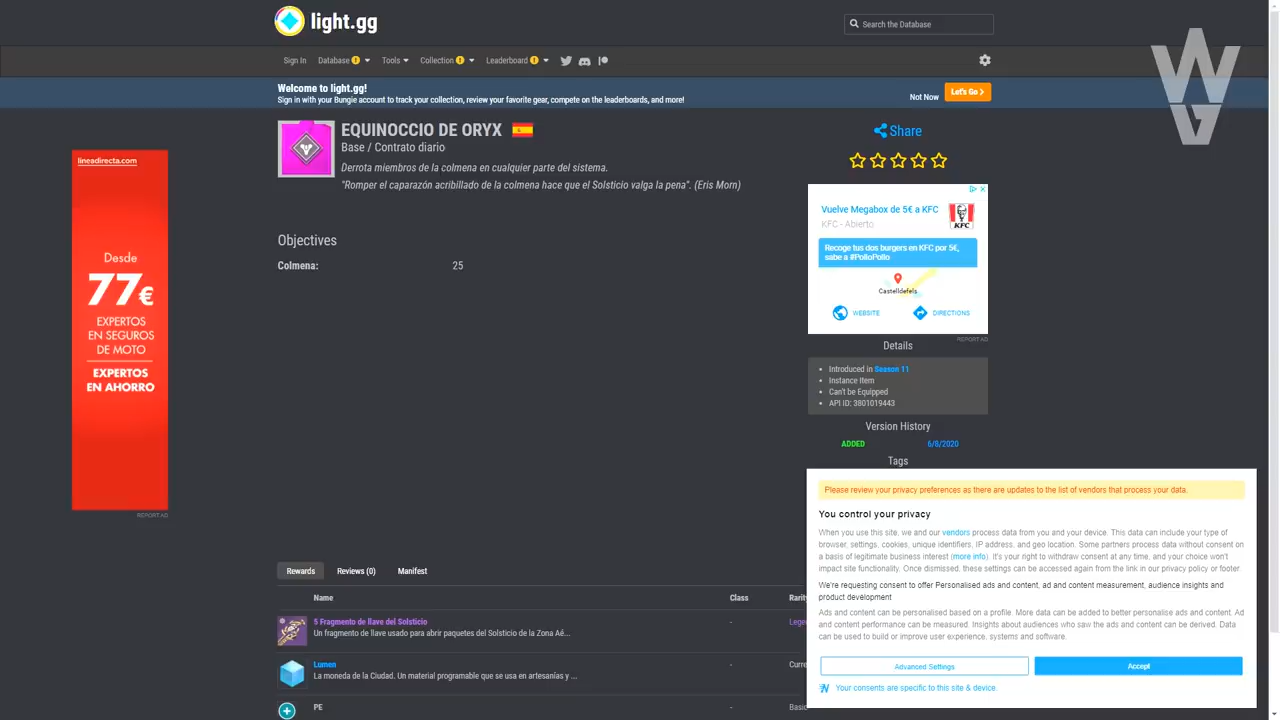 light.gg
Search the Database
Sign In Database Tools Collection Leaderboard
Welcome to light.gg!
Sign in with your Bungie account to track your collection, review your favorite gear, compete on the leaderboards, and more!
Not Now
Let's Go
EQUINOCCIO DE ORYX
Base / Contrato diario
Derrota miembros de la colmena en cualquier parte del sistema.
"Romper el caparazón acribillado de la colmena hace que el Solsticio valga la pena". (Eris Morn)
Objectives
Colmena: 25
lineadirecta.com
Desde
77€
EXPERTOS
EN SEGUROS
DE MOTO
EXPERTOS
EN AHORRO
REPORT AD
Share
Vuelve Megabox de 5€ a KFC
KFC - Abierto
KFC
Recoge tus dos burgers en KFC por 5€,
sabe a #PolloPollo
Castelldefels
WEBSITE DIRECTIONS
REPORT AD
Details
Introduced in Season 11
Instance Item
Can't be Equipped
API ID: 3801019443
Version History
ADDED 6/8/2020
Tags
Rewards Reviews (0) Manifest
Name Class
5 Fragmento de llave del Solsticio -
Un fragmento de llave usado para abrir paquetes del Solsticio de la Zona Aé...
Lumen -
La moneda de la Ciudad. Un material programable que se usa en artesanías y ...
PE - Basic
Please review your privacy preferences as there are updates to the list of vendors that process your data.
You control your privacy
When you use this site, we and our vendors process data from you and your device. This data can include your type of
browser, settings, cookies, unique identifiers, IP address, and geo location. Some partners process data without consent on
a basis of legitimate business interest (more info). It's your right to withdraw consent at any time, and your choice won't
impact site functionality. Once dismissed, these settings can be accessed again from the link in our privacy policy or footer.
We're requesting consent to offer Personalised ads and content, ad and content measurement, audience insights and
product development
Ads and content can be personalised based on a profile. More data can be added to better personalise ads and content. Ad
and content performance can be measured. Insights about audiences who saw the ads and content can be derived. Data
can be used to build or improve user experience, systems and software.
Advanced Settings Accept
Your consents are specific to this site & device.